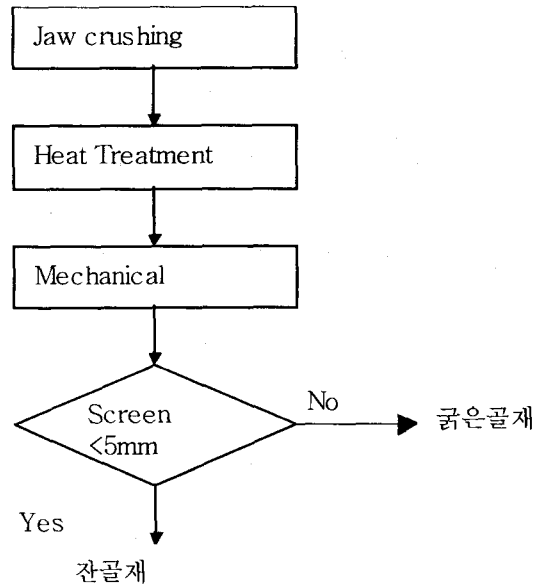 Jaw crushing
Heat Treatment
Mechanical
Screen
<5mm
No
굵은골재
Yes
잔골재